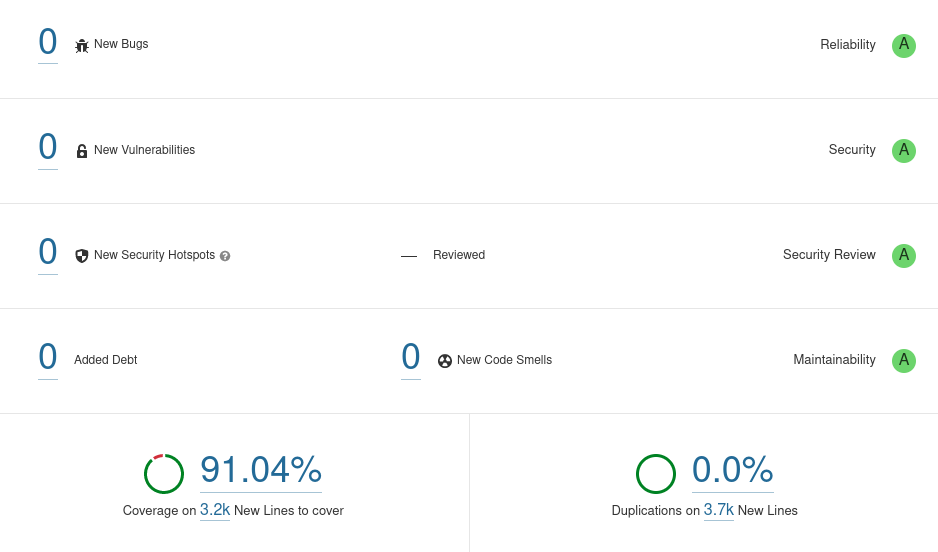 0 New Bugs Reliability A
0 New Vulnerabilities Security A
0 New Security Hotspots ? — Reviewed Security Review A
0 Added Debt 0 New Code Smells Maintainability A
91.04%
Coverage on 3.2k New Lines to cover
0.0%
Duplications on 3.7k New Lines